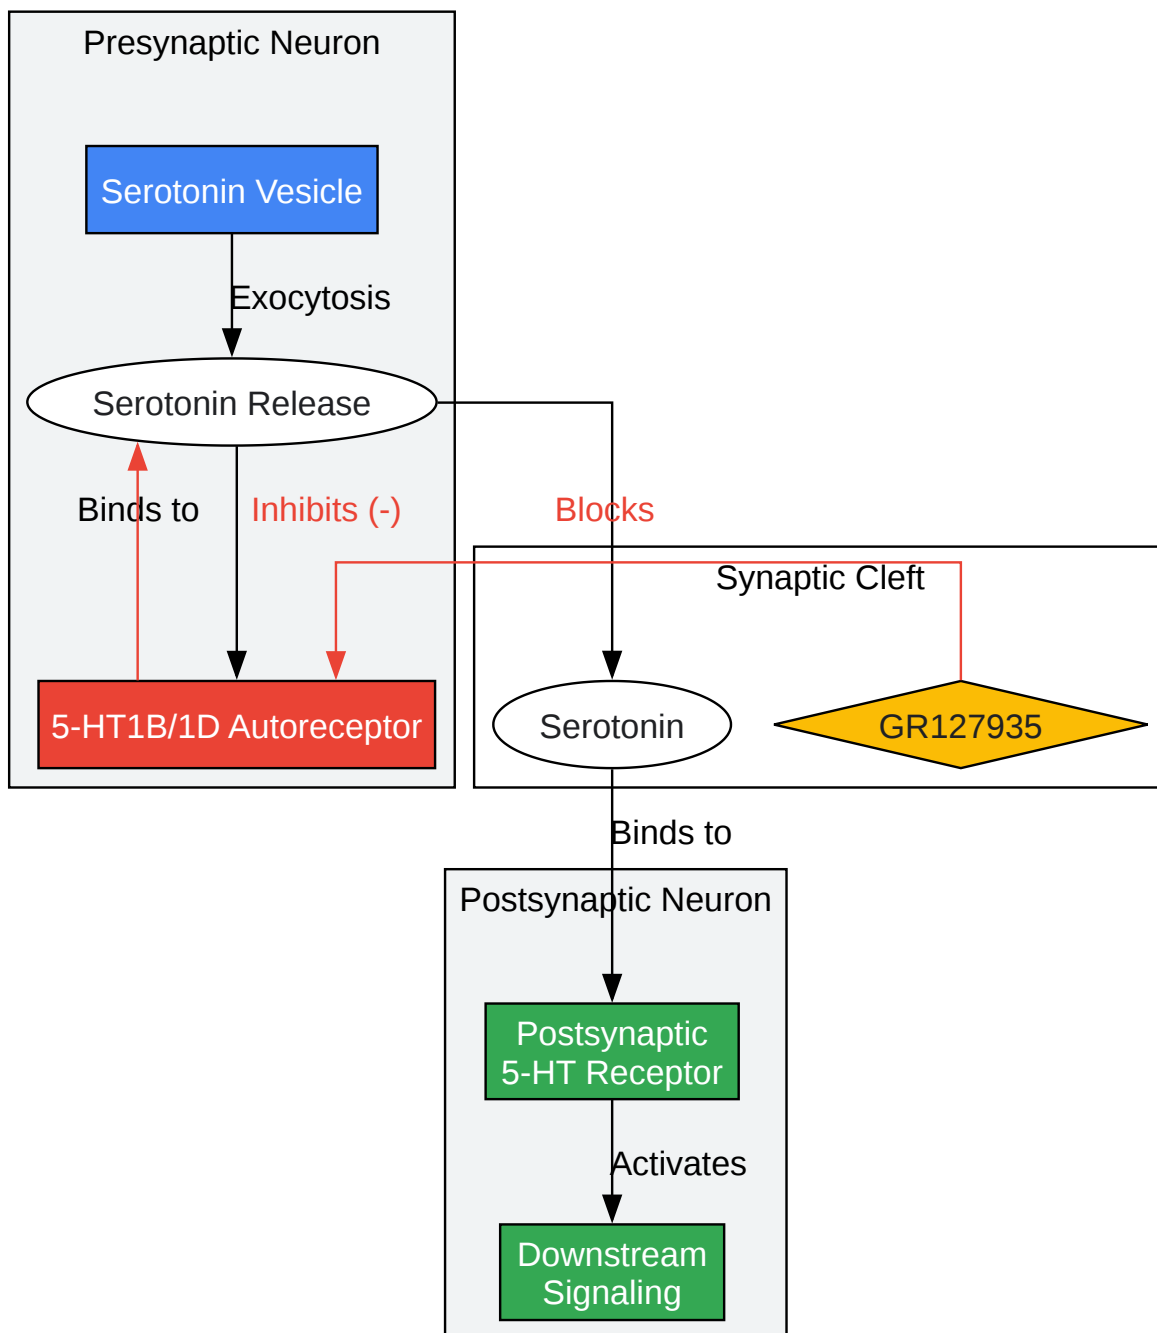 Presynaptic Neuron
Serotonin Vesicle
Exocytosis
Serotonin Release
Binds to
Inhibits (-)
Blocks
Synaptic Cleft
5-HT1B/1D Autoreceptor
Serotonin
GR127935
Binds to
Postsynaptic Neuron
Postsynaptic
5-HT Receptor
Activates
Downstream
Signaling